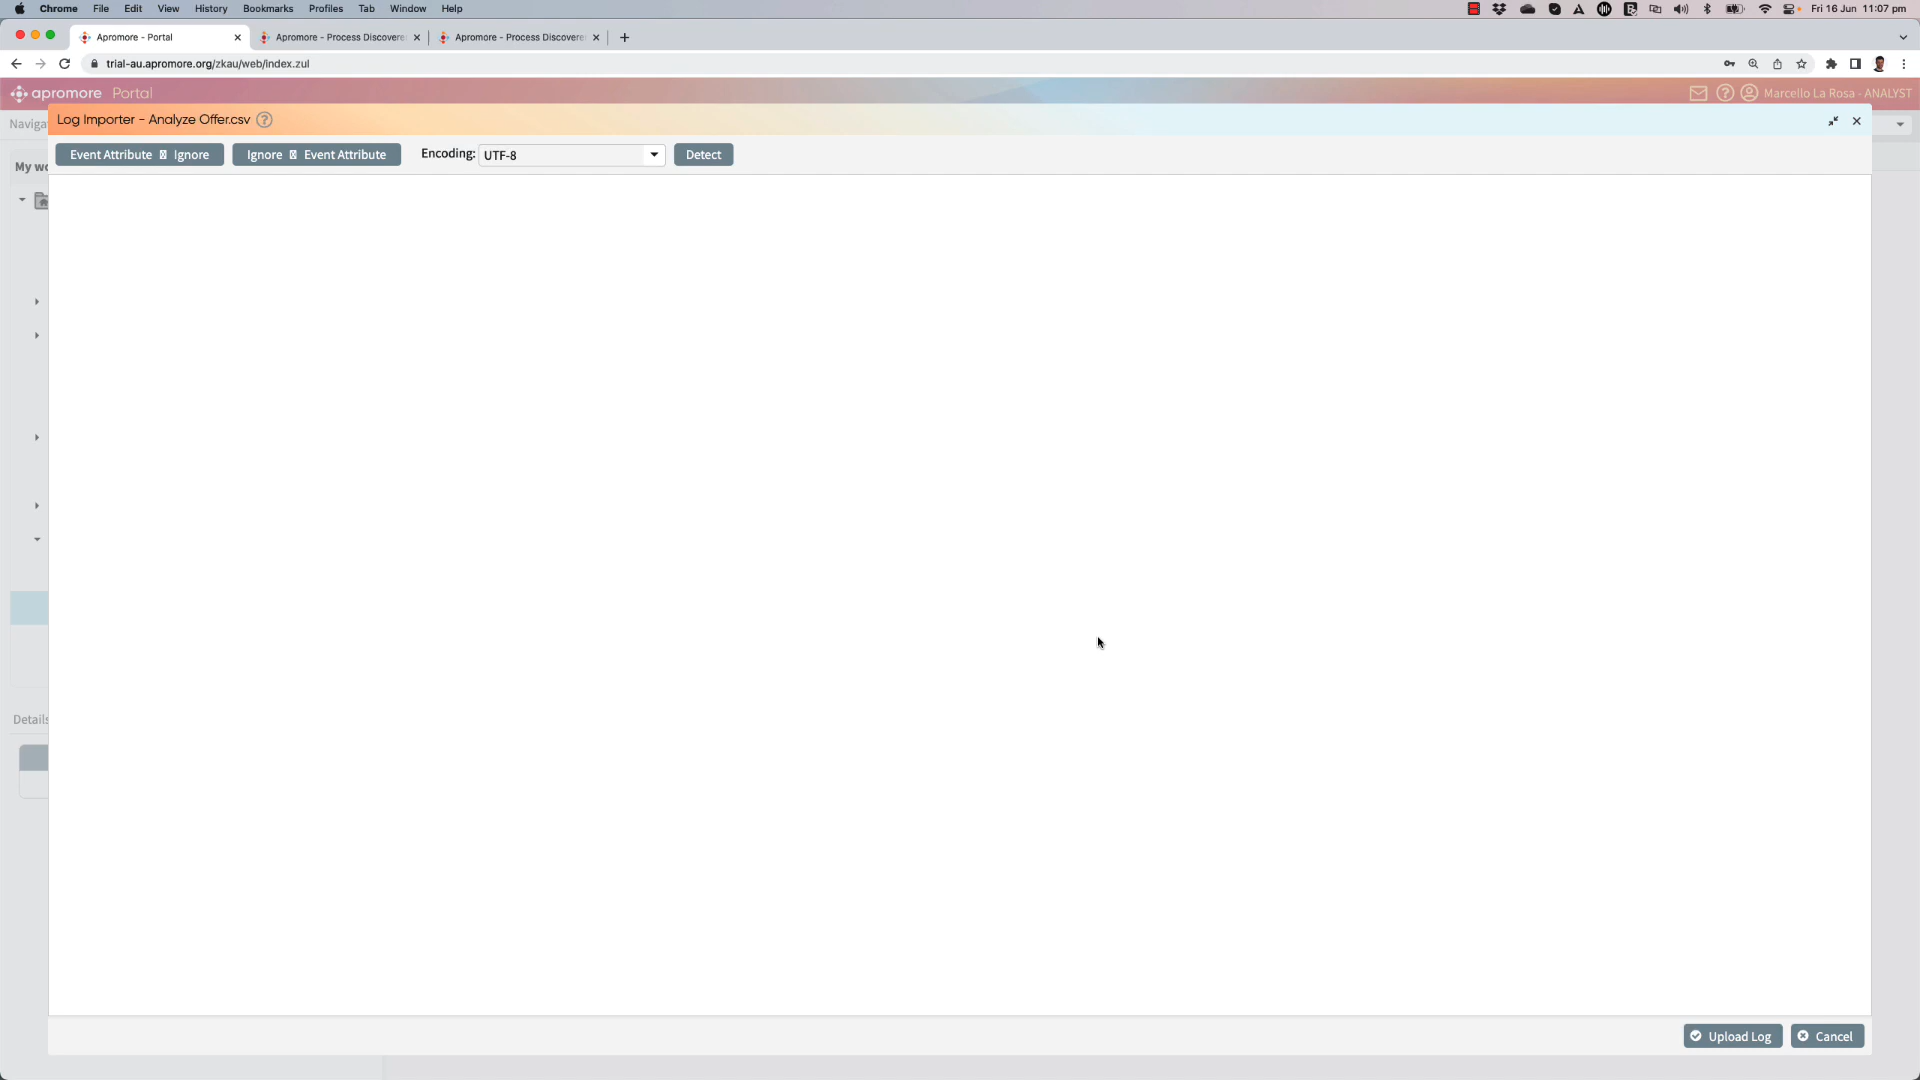 Chrome File Edit View History Bookmarks Profiles Tab Window Help Fri 16 Jun 11:07 pm
Apromore - Portal Apromore - Process Discovere Apromore - Process Discovere
trial-au.apromore.org/zkau/web/index.zul
apromore Portal Marcello La Rosa - ANALYST
Naviga
Log Importer - Analyze Offer.csv
Event Attribute Ignore Ignore Event Attribute Encoding: UTF-8 Detect
My wo
Details
Upload Log Cancel